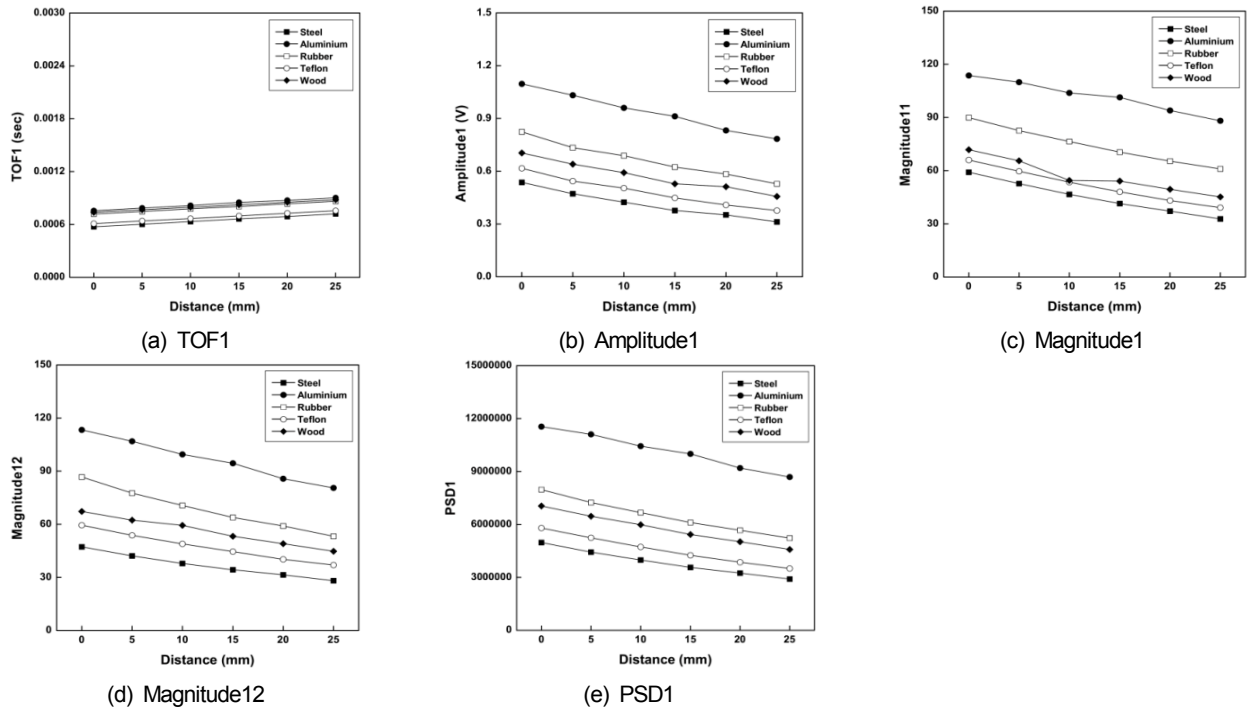 0.0030
0.0024
0.0018
0.0012
0.0006
0.0000
TOF1 (sec)
Steel
Aluminium
Rubber
Teflon
Wood
0 5 10 15 20 25
Distance (mm)
(a) TOF1
1.5
1.2
0.9
0.6
0.3
0.0
Amplitude1 (V)
Steel
Aluminium
Rubber
Teflon
Wood
0 5 10 15 20 25
Distance (mm)
(b) Amplitude1
150
120
90
60
30
0
Magnitude11
Steel
Aluminium
Rubber
Teflon
Wood
0 5 10 15 20 25
Distance (mm)
(c) Magnitude1
150
120
90
60
30
0
Magnitude12
Steel
Aluminium
Rubber
Teflon
Wood
0 5 10 15 20 25
Distance (mm)
(d) Magnitude12
15000000
12000000
9000000
6000000
3000000
0
PSD1
Steel
Aluminium
Rubber
Teflon
Wood
0 5 10 15 20 25
Distance (mm)
(e) PSD1